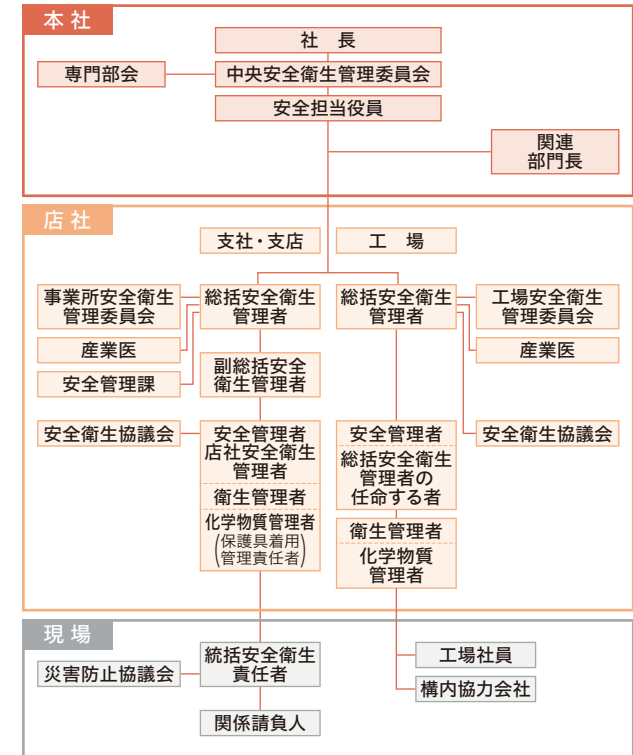 本社
社 長
専門部会
中央安全衛生管理委員会
安全担当役員
関連
部門長
店社
支社・支店
工 場
事業所安全衛生
管理委員会
総括安全衛生
管理者
総括安全衛生
管理者
工場安全衛生
管理委員会
産業医
産業医
安全管理課
副総括安全
衛生管理者
安全衛生協議会
安全管理者
店社安全衛生
管理者
衛生管理者
化学物質管理者
(保護具着用
管理責任者)
安全管理者
総括安全衛生
管理者の
任命する者
安全衛生協議会
衛生管理者
化学物質
管理者
現場
災害防止協議会
統括安全衛生
責任者
関係請負人
工場社員
構内協力会社